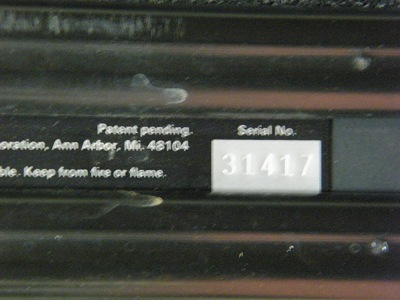 Patent pending. Serial No.
oration, Ann Arbor, Mi. 48104
31417
ble. Keep from fire or flame.